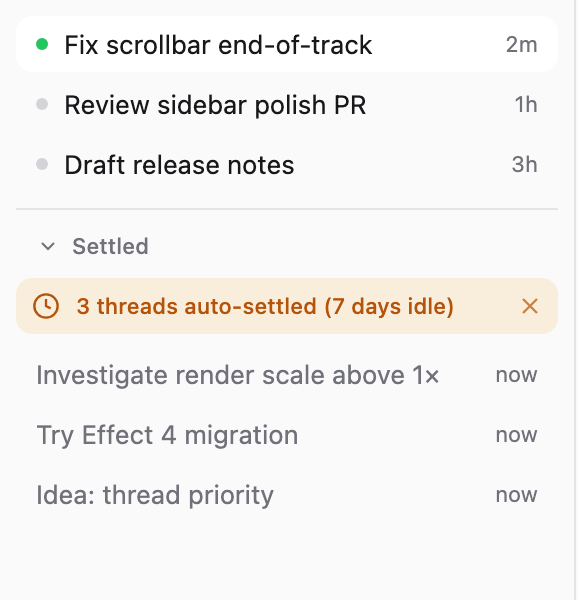 Fix scrollbar end-of-track 2m
Review sidebar polish PR 1h
Draft release notes 3h
Settled
3 threads auto-settled (7 days idle)
Investigate render scale above 1× now
Try Effect 4 migration now
Idea: thread priority now